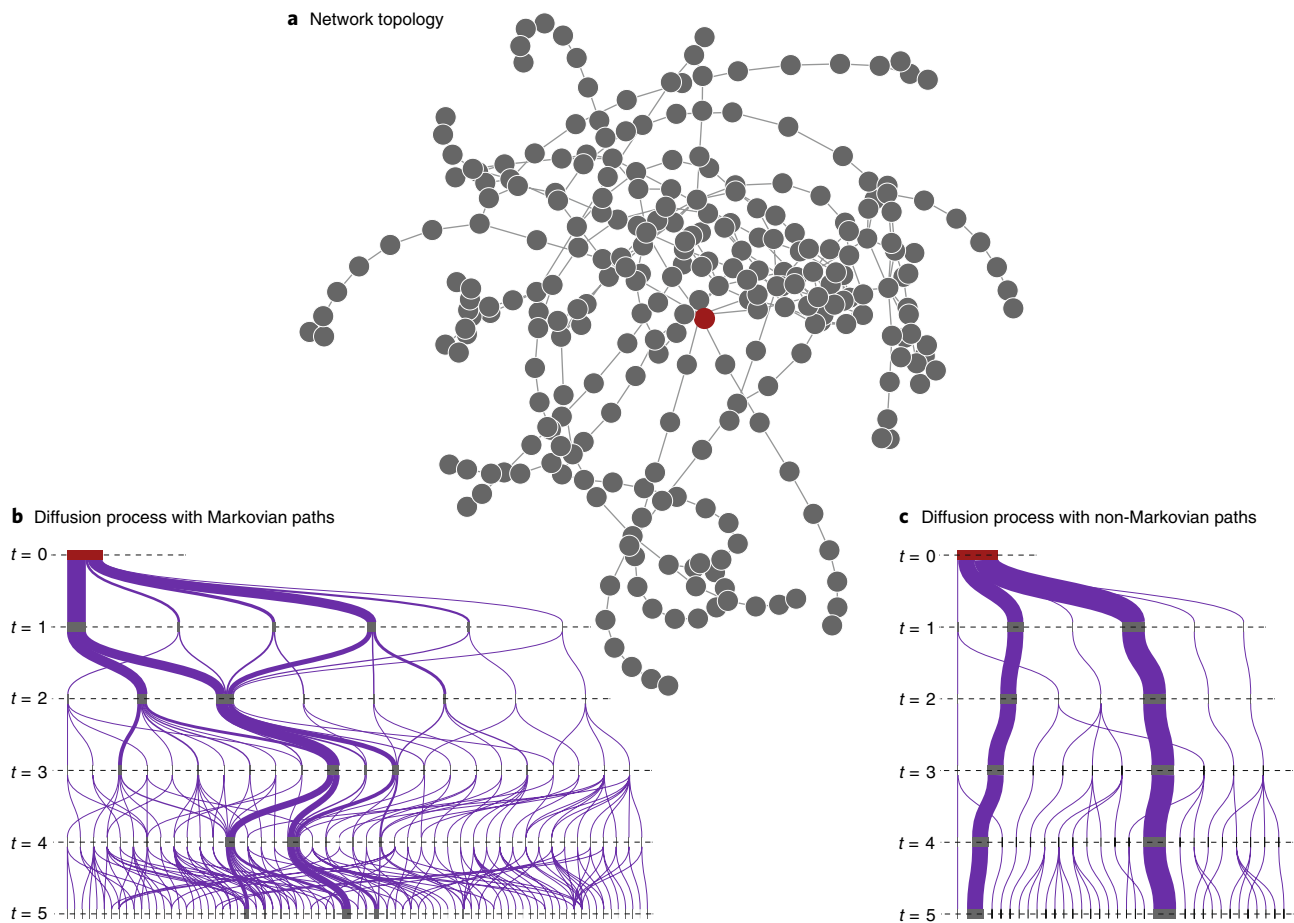 a Network topology
b Diffusion process with Markovian paths
t = 0
t = 1
t = 2
t = 3
t = 4
t = 5
c Diffusion process with non-Markovian paths
t = 0
t = 1
t = 2
t = 3
t = 4
t = 5